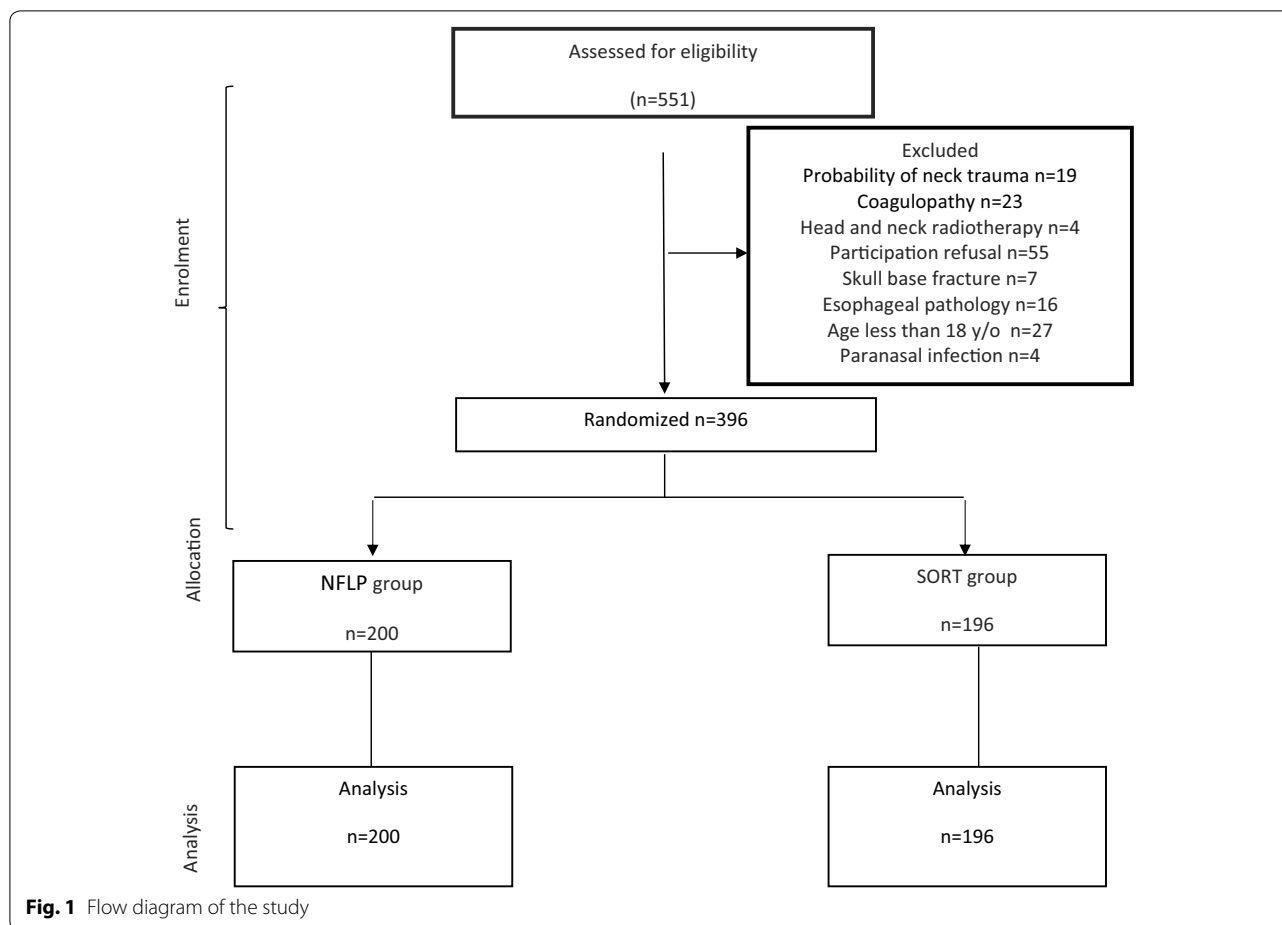 Assessed for eligibility
(n=551)
Excluded
Probability of neck trauma n=19
Coagulopathy n=23
Head and neck radiotherapy n=4
Participation refusal n=55
Skull base fracture n=7
Esophageal pathology n=16
Age less than 18 y/o n=27
Paranasal infection n=4
Enrolment
Randomized n=396
Allocation
NFLP group
n=200
SORT group
n=196
Analysis
Analysis
n=200
Analysis
n=196
Fig. 1 Flow diagram of the study